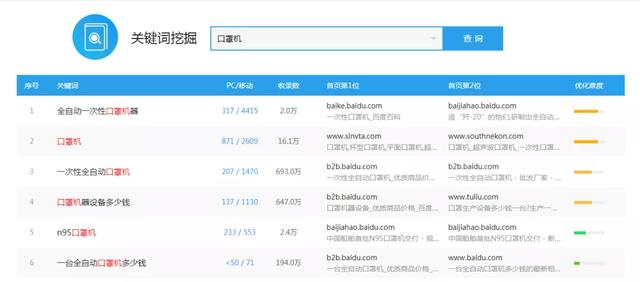 关键词挖掘
口罩机
查 询
序号 关键词 PC/移动 收录数 首页第1位 首页第2位 优化难度
1 全自动一次性口罩机器 317 / 4415 2.0万 baike.baidu.com baijiahao.baidu.com
一次性口罩机_百度百科 造“歼-20”的他们,研制出全自动...
2 口罩机 871 / 2609 16.1万 www.sinvta.com www.southnekon.com
口罩机,杯型口罩机,平面口罩机,超... 口罩机_超声波口罩机_一次性口罩...
3 一次性全自动口罩机 207 / 1470 693.0万 b2b.baidu.com b2b.baidu.com
一次性全自动口罩机_优质商品价... 一次性全自动口罩机 - 批发厂家 - ...
4 口罩机器设备多少钱 137 / 1130 647.0万 b2b.baidu.com www.tuliu.com
口罩机器设备_优质商品价格_百度... 口罩生产设备多少钱一台?生产一...
5 n95口罩机 233 / 553 2.4万 baijiahao.baidu.com baijiahao.baidu.com
中国船舶首批N95口罩机交付 - 观... 中国船舶首批N95口罩机交付 - 新...
6 一台全自动口罩机多少钱 <50 / 71 194.0万 b2b.baidu.com www.baidu.com
一台全自动口罩机_优质商品价格_... 一台全自动口罩机多少钱的最新相...